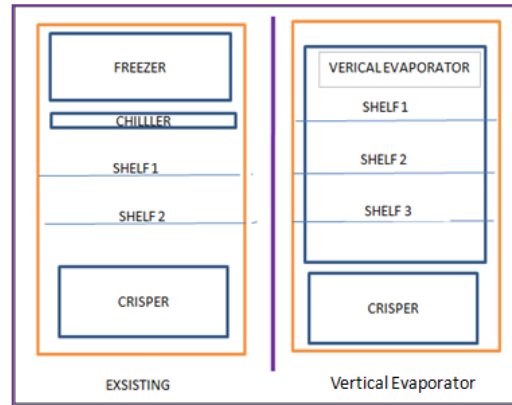 FREEZER
CHILLLER
SHELF 1
SHELF 2
CRISPER
EXSISTING
VERICAL EVAPORATOR
SHELF 1
SHELF 2
SHELF 3
CRISPER
Vertical Evaporator